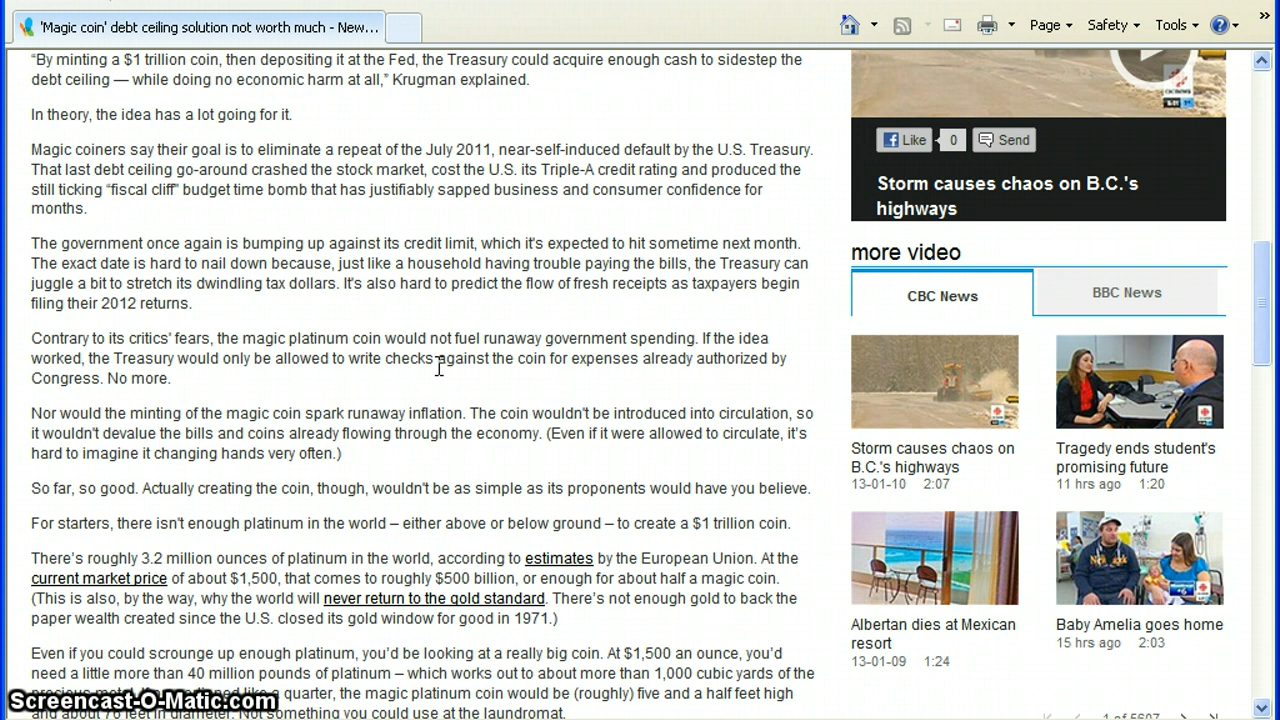 'Magic coin' debt ceiling solution not worth much - New...
Page
Safety
Tools
“By minting a $1 trillion coin, then depositing it at the Fed, the Treasury could acquire enough cash to sidestep the
debt ceiling — while doing no economic harm at all,” Krugman explained.
In theory, the idea has a lot going for it.
Magic coiners say their goal is to eliminate a repeat of the July 2011, near-self-induced default by the U.S. Treasury.
That last debt ceiling go-around crashed the stock market, cost the U.S. its Triple-A credit rating and produced the
still ticking “fiscal cliff” budget time bomb that has justifiably sapped business and consumer confidence for
months.
The government once again is bumping up against its credit limit, which it's expected to hit sometime next month.
The exact date is hard to nail down because, just like a household having trouble paying the bills, the Treasury can
juggle a bit to stretch its dwindling tax dollars. It's also hard to predict the flow of fresh receipts as taxpayers begin
filing their 2012 returns.
Contrary to its critics' fears, the magic platinum coin would not fuel runaway government spending. If the idea
worked, the Treasury would only be allowed to write checks against the coin for expenses already authorized by
Congress. No more.
Nor would the minting of the magic coin spark runaway inflation. The coin wouldn't be introduced into circulation, so
it wouldn't devalue the bills and coins already flowing through the economy. (Even if it were allowed to circulate, it's
hard to imagine it changing hands very often.)
So far, so good. Actually creating the coin, though, wouldn't be as simple as its proponents would have you believe.
For starters, there isn't enough platinum in the world – either above or below ground – to create a $1 trillion coin.
There's roughly 3.2 million ounces of platinum in the world, according to estimates by the European Union. At the
current market price of about $1,500, that comes to roughly $500 billion, or enough for about half a magic coin.
(This is also, by the way, why the world will never return to the gold standard. There's not enough gold to back the
paper wealth created since the U.S. closed its gold window for good in 1971.)
Even if you could scrounge up enough platinum, you'd be looking at a really big coin. At $1,500 an ounce, you'd
need a little more than 40 million pounds of platinum – which works out to about more than 1,000 cubic yards of the
a quarter, the magic platinum coin would be (roughly) five and a half feet high
in diameter. Not something you could use at the laundromat.
Screencast-O-Matic.com
Like
0
Send
Storm causes chaos on B.C.'s
highways
more video
CBC News
BBC News
Storm causes chaos on
B.C.'s highways
13-01-10 2:07
Tragedy ends student's
promising future
11 hrs ago 1:20
Albertan dies at Mexican
resort
13-01-09 1:24
Baby Amelia goes home
15 hrs ago 2:03
1 of 5607